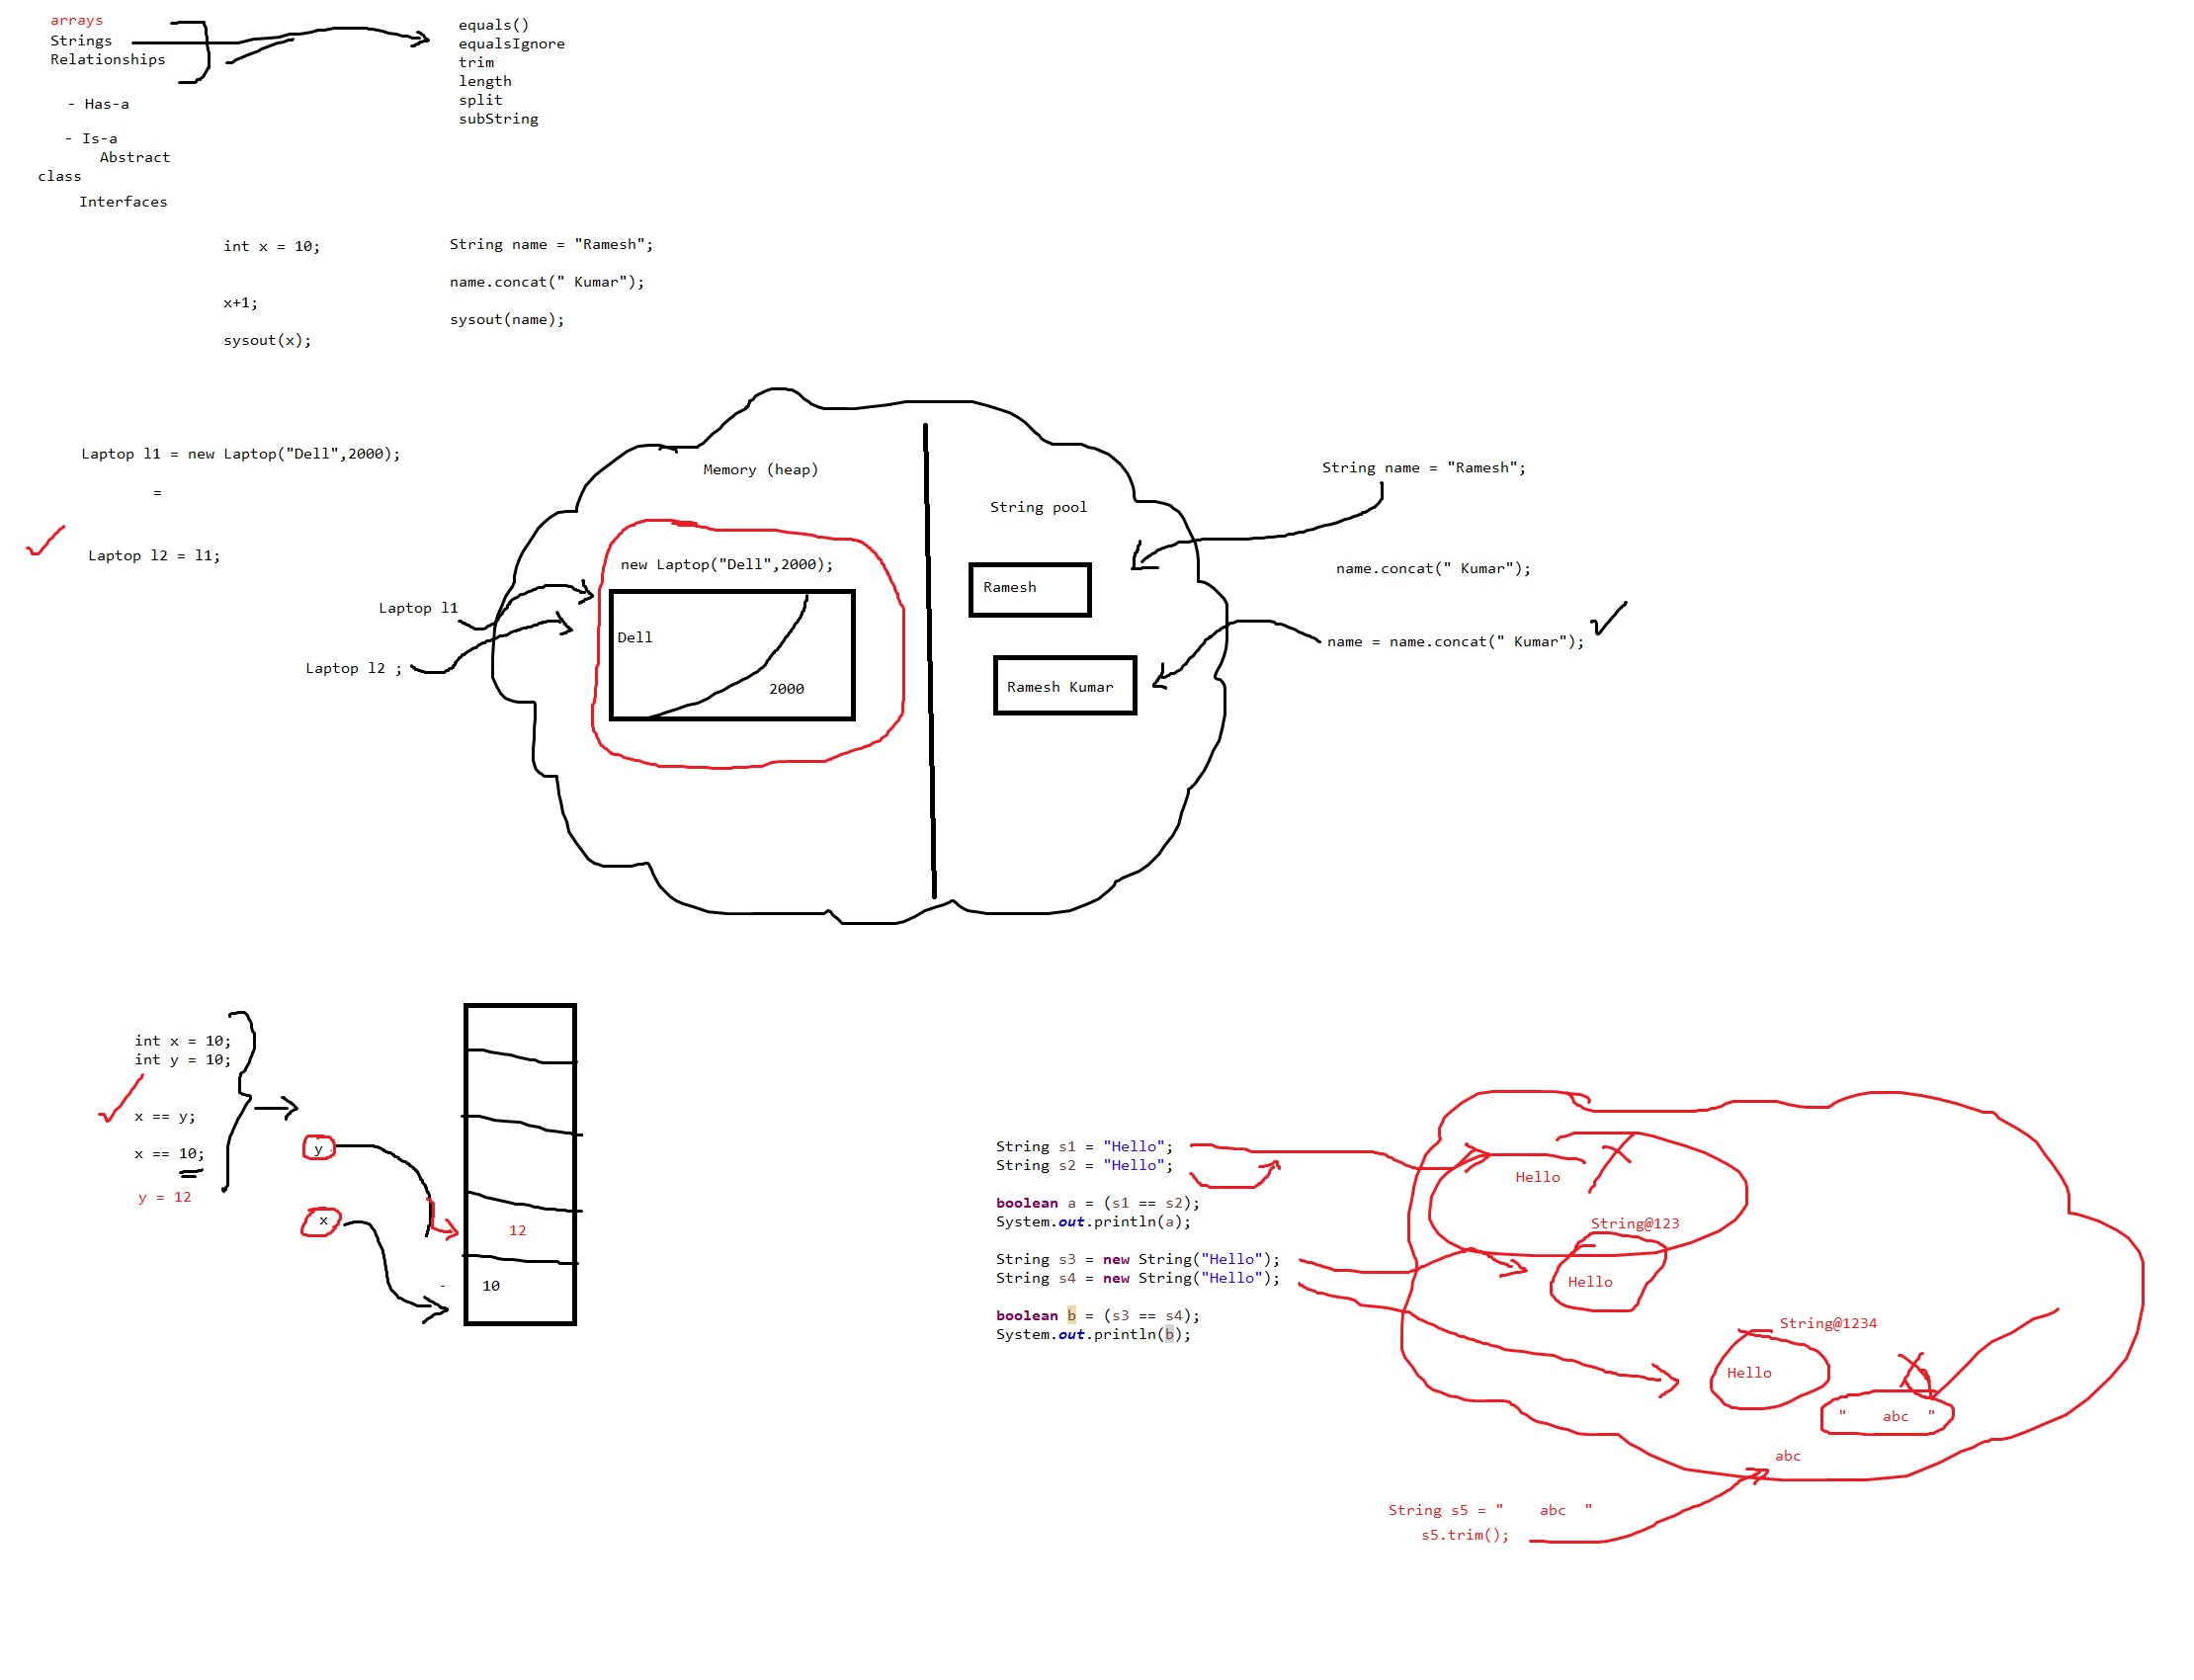 arrays
Strings
Relationships
- Has-a
- Is-a
Abstract
class
Interfaces
equals()
equalsIgnore
trim
length
split
subString
int x = 10;
x+1;
sysout(x);
String name = "Ramesh";
name.concat(" Kumar");
sysout(name);
Laptop l1 = new Laptop("Dell",2000);
=
Laptop l2 = l1;
Laptop l1
Laptop l2 ;
Memory (heap)
new Laptop("Dell",2000);
Dell
2000
String pool
Ramesh
Ramesh Kumar
String name = "Ramesh";
name.concat(" Kumar");
name = name.concat(" Kumar");
int x = 10;
int y = 10;
x == y;
x == 10;
y = 12
y
x
12
- 10
String s1 = "Hello";
String s2 = "Hello";
boolean a = (s1 == s2);
System.out.println(a);
String s3 = new String("Hello");
String s4 = new String("Hello");
boolean b = (s3 == s4);
System.out.println(b);
Hello
String@123
Hello
String@1234
Hello
"    abc  "
abc
String s5 = "    abc  "
s5.trim();